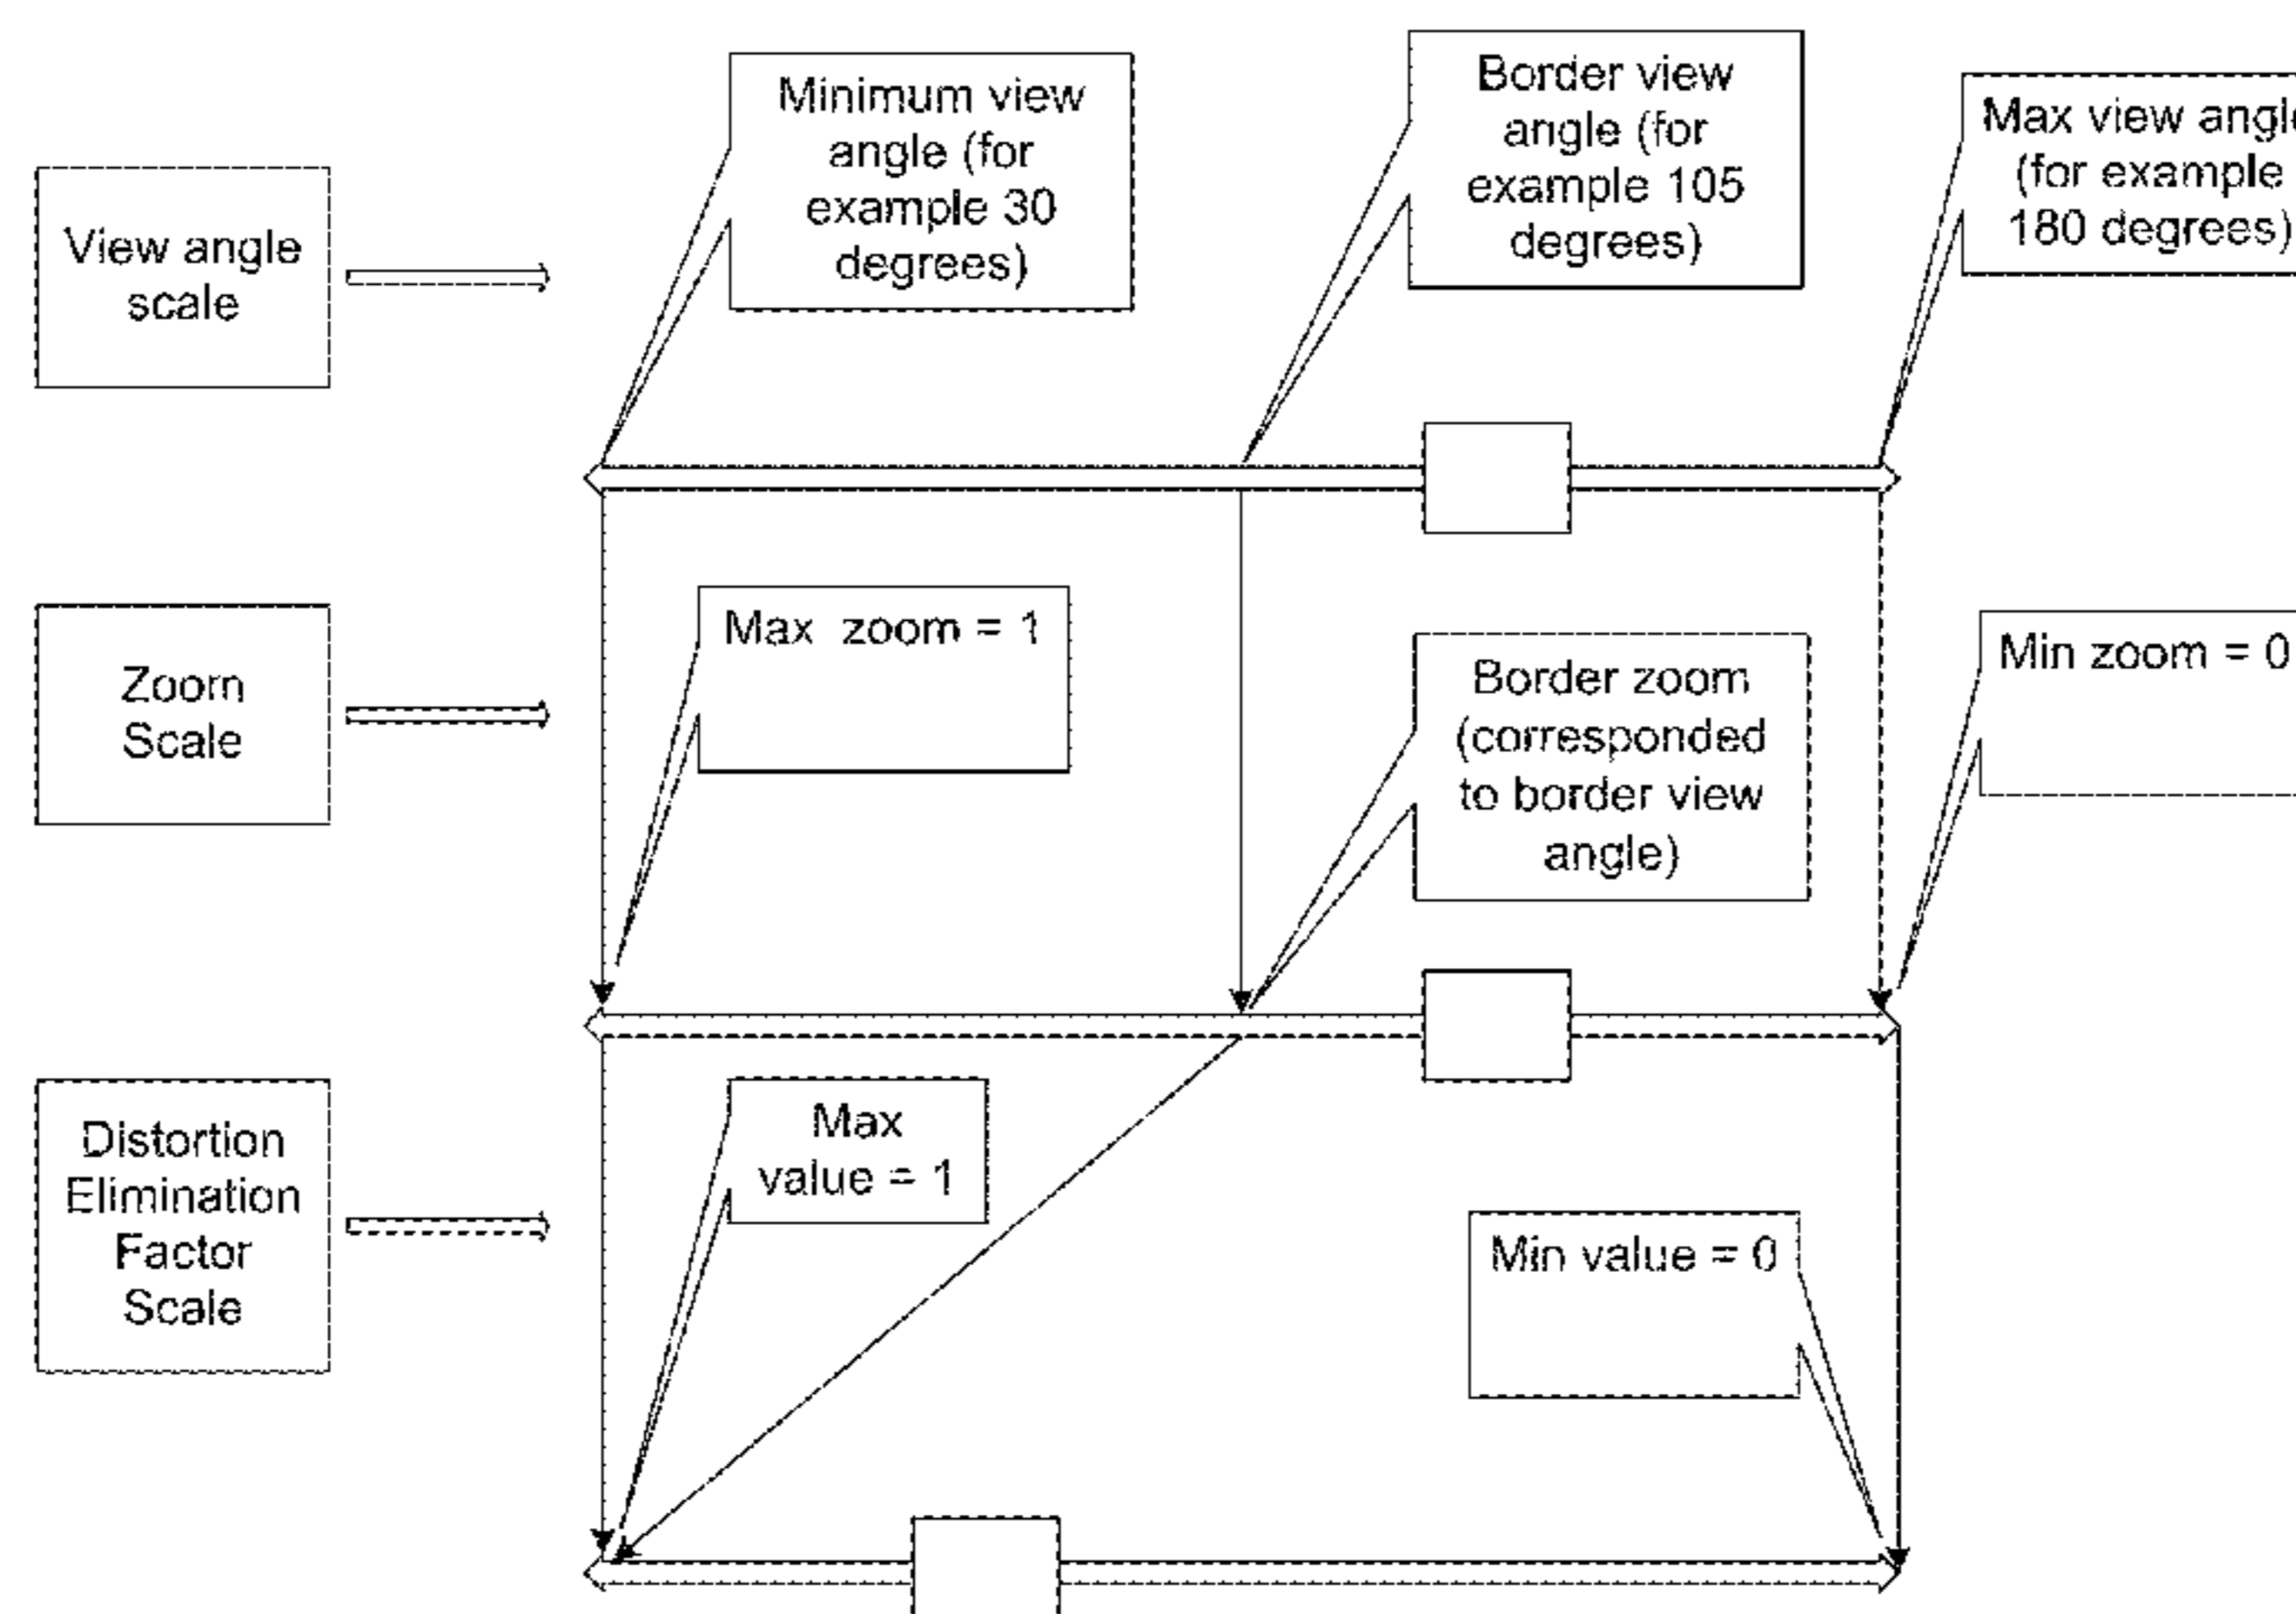 Minimum view
angle (for
example 30
degrees)
Border view
angle (for
example 105
degrees)
Max view
(for example
180 degrees)
View angle
scale
Max zoom = 1
Min zoom = 0
Zoom
Scale
Border zoom
(corresponded
to border view
angle)
Max
value = 1
Distortion
Elimination
Factor
Scale
Min value = 0